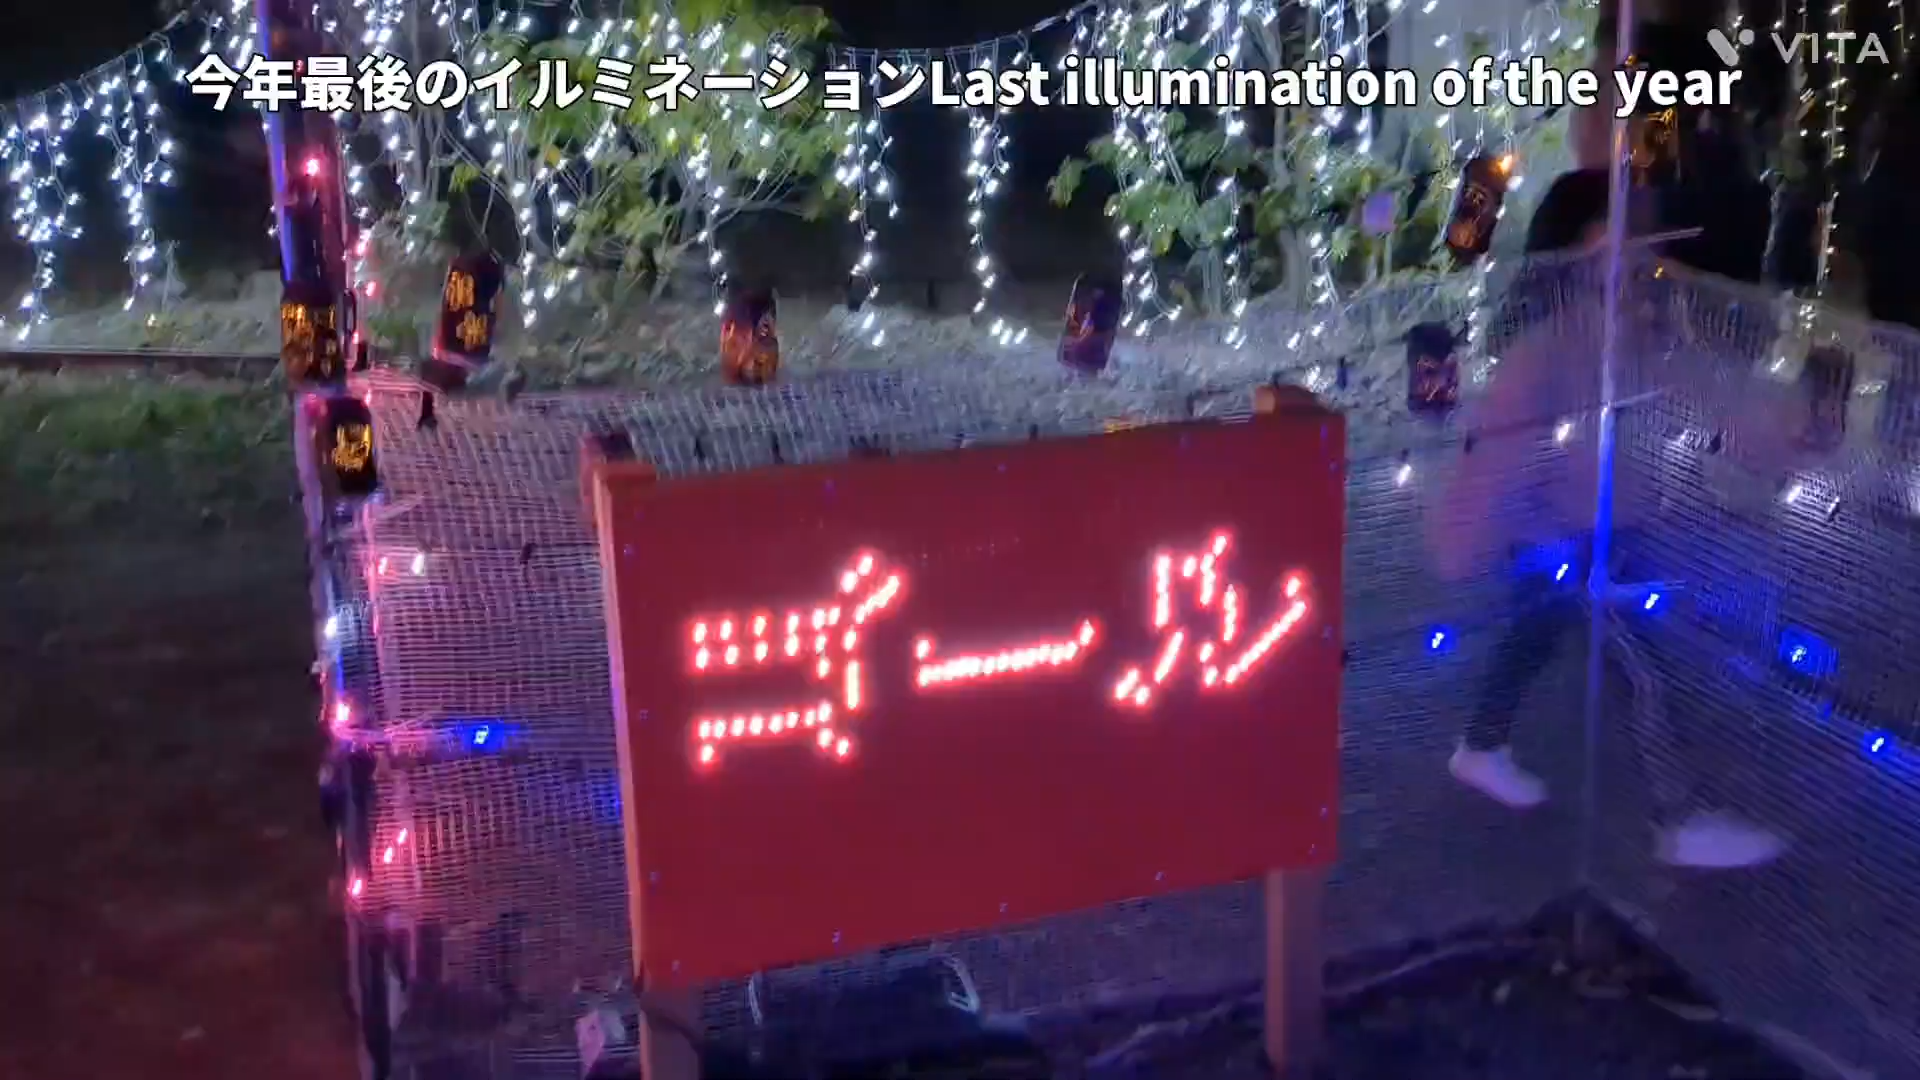 今年最後のイルミネーションLast illumination of the year
VITA
ゴール